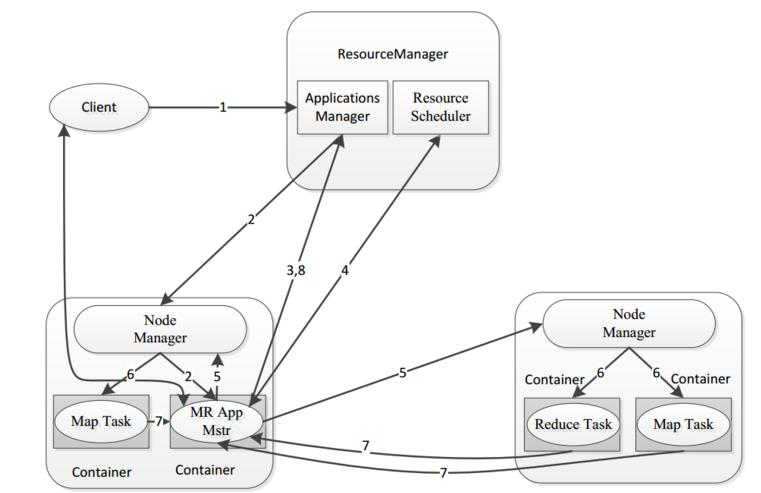 ResourceManager
Client
1
Applications
Manager
Resource
Scheduler
2
3,8
4
Node
Manager
6
2
5
Map Task
7
MR App
Mstr
Container
Container
5
Node
Manager
Container
6
6
Container
Reduce Task
Map Task
7
7